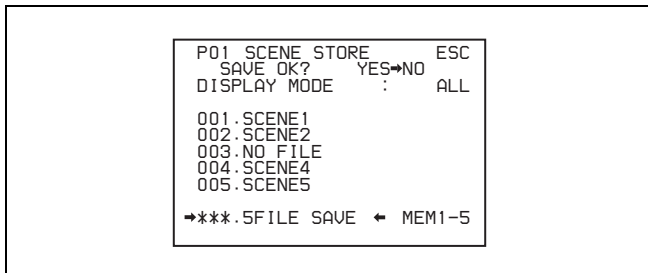 P01 SCENE STORE ESC
SAVE OK? YES➡NO
DISPLAY MODE : ALL
001.SCENE1
002.SCENE2
003.NO FILE
004.SCENE4
005.SCENE5
➡***.5FILE SAVE ⬅ MEM1-5